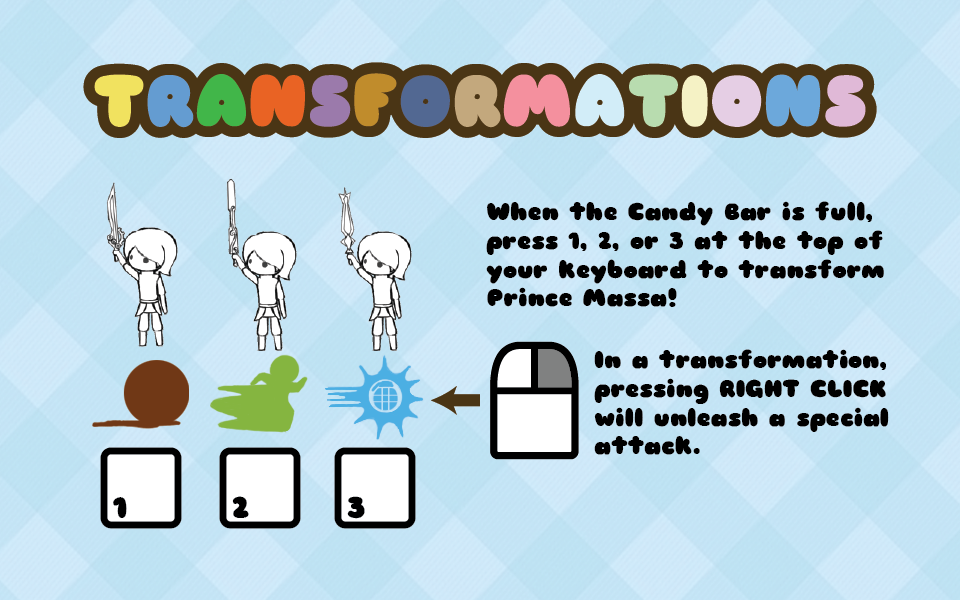 TRANSFORMATIONS
When the Candy Bar is full,
press 1, 2, or 3 at the top of
your keyboard to transform
Prince Massa!
In a transformation,
pressing RIGHT CLICK
will unleash a special
attack.
1 2 3